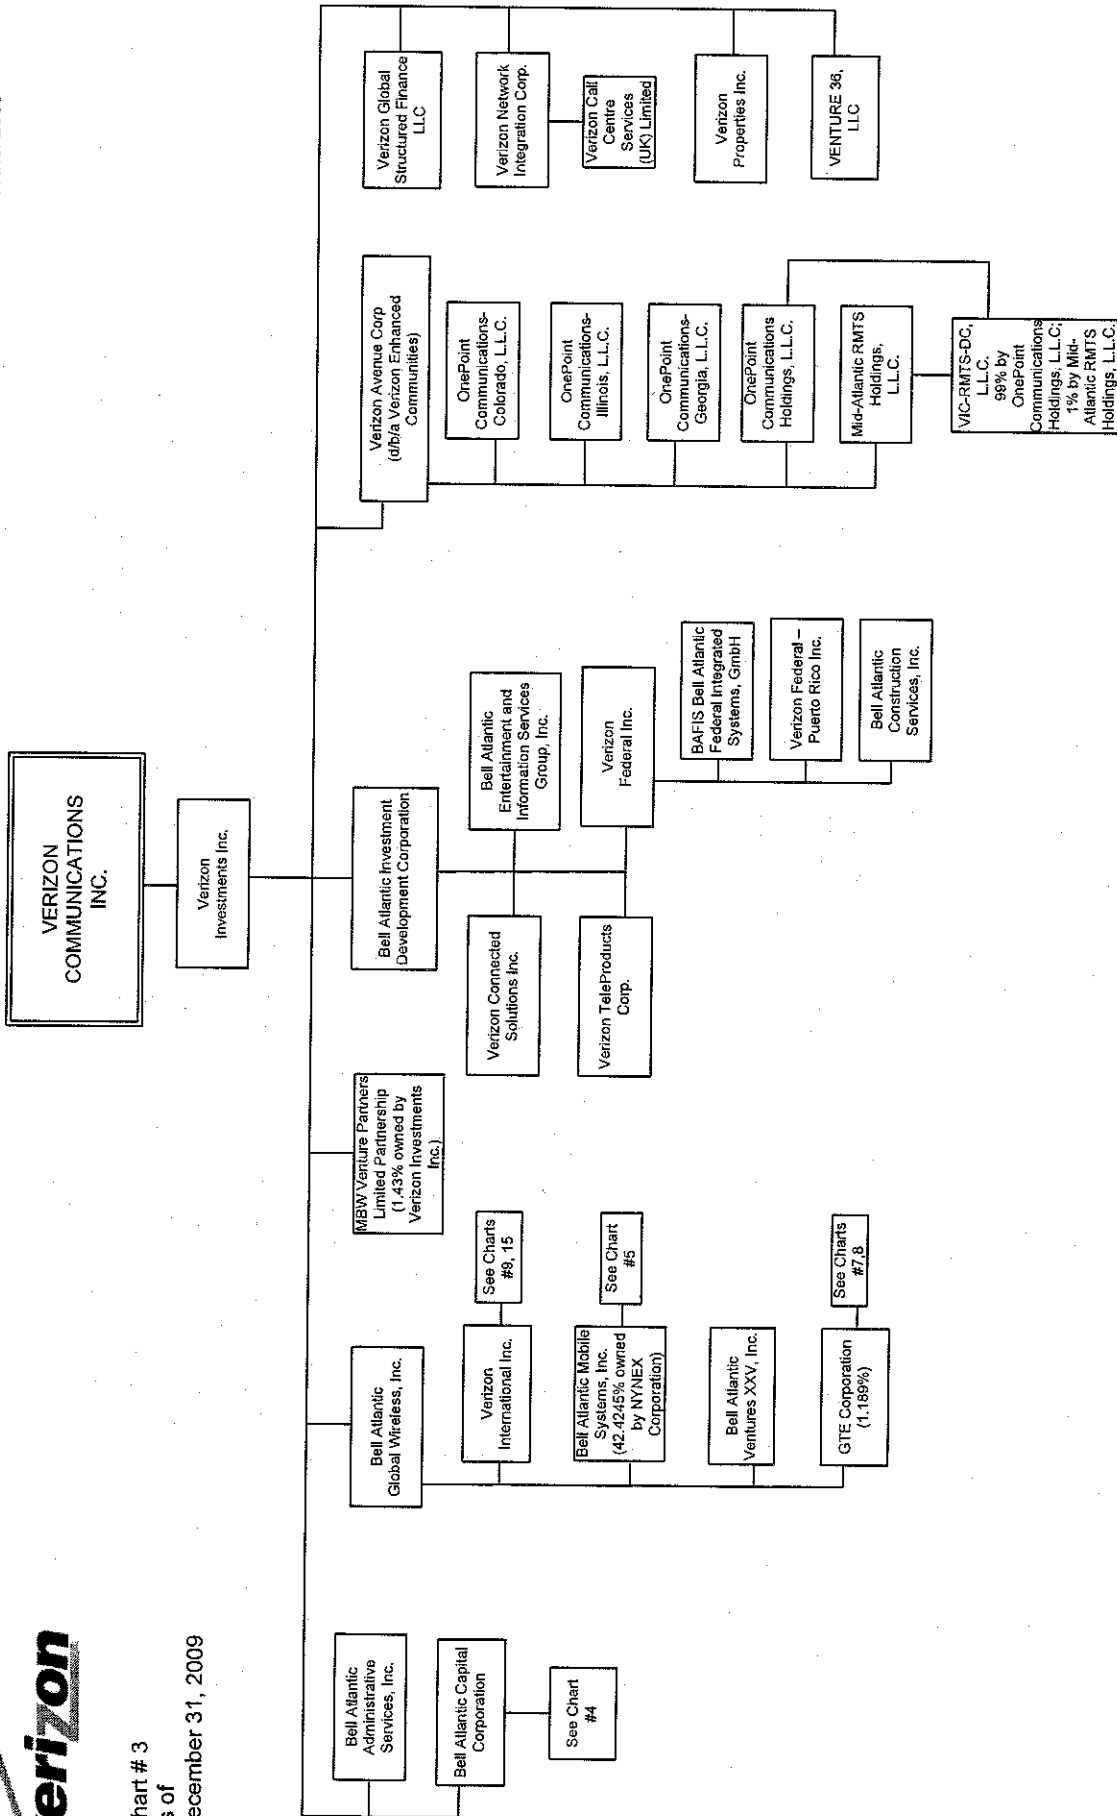 verizon
Chart # 3
As of
December 31, 2009
VERIZON
COMMUNICATIONS
INC.
Verizon
Investments Inc.
Bell Atlantic
Administrative
Services, Inc.
Bell Atlantic Capital
Corporation
See Chart
#4
Bell Atlantic
Global Wireless, Inc.
Verizon
International Inc.
See Charts
#9, 15
Bell Atlantic Mobile
Systems, Inc.
(42.4245% owned
by NYNEX
Corporation)
See Chart
#5
Bell Atlantic
Ventures XXV, Inc.
GTE Corporation
(1.189%)
See Charts
#7,8
MBW Venture Partners
Limited Partnership
(1.43% owned by
Verizon Investments
Inc.)
Bell Atlantic Investment
Development Corporation
Verizon Connected
Solutions Inc.
Bell Atlantic
Entertainment and
Information Services
Group, Inc.
Verizon TeleProducts
Corp.
Verizon
Federal Inc.
BAFIS Bell Atlantic
Federal Integrated
Systems, GmbH
Verizon Federal –
Puerto Rico Inc.
Bell Atlantic
Construction
Services, Inc.
Verizon Avenue Corp
(d/b/a Verizon Enhanced
Communities)
OnePoint
Communications-
Colorado, L.L.C.
OnePoint
Communications-
Illinois, L.L.C.
OnePoint
Communications-
Georgia, L.L.C.
OnePoint
Communications
Holdings, L.L.C.
Mid-Atlantic RMTS
Holdings,
L.L.C.
VIC-RMTS-DC,
L.L.C.
99% by
OnePoint
Communications
Holdings, L.L.C;
1% by Mid-
Atlantic RMTS
Holdings, L.L.C.
Verizon Global
Structured Finance
LLC
Verizon Network
Integration Corp.
Verizon Call
Centre
Services
(UK) Limited
Verizon
Properties Inc.
VENTURE 36,
LLC